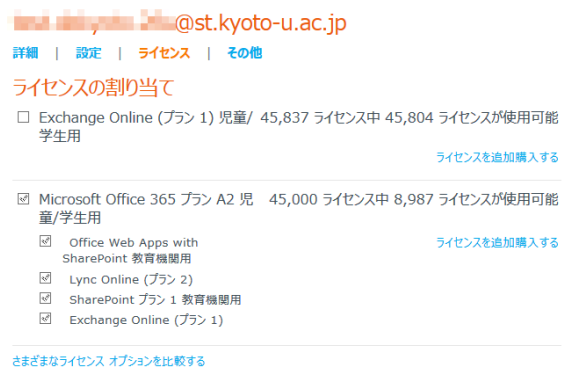 @st.kyoto-u.ac.jp
詳細 | 設定 | ライセンス | その他
ライセンスの割り当て
Exchange Online (プラン 1) 児童/ 45,837 ライセンス中 45,804 ライセンスが使用可能
学生用
ライセンスを追加購入する
Microsoft Office 365 プラン A2 児 45,000 ライセンス中 8,987 ライセンスが使用可能
童/学生用
Office Web Apps with ライセンスを追加購入する
SharePoint 教育機関用
Lync Online (プラン 2)
SharePoint プラン 1 教育機関用
Exchange Online (プラン 1)
さまざまなライセンス オプションを比較する